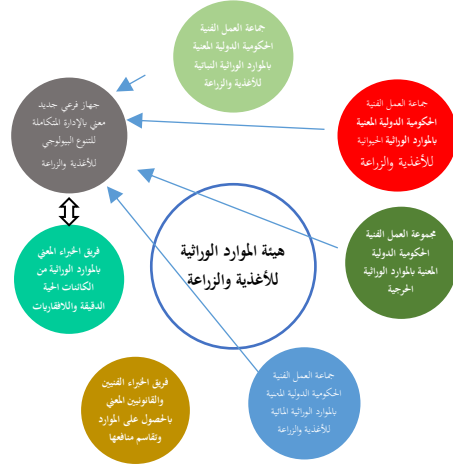 جماعة العمل الفنية
الحكومية الدولية المعنية
بالموارد الوراثية النباتية
للأغذية والزراعة
جهاز فرعي جديد
معني بالإدارة المتكاملة
للتنوع البيولوجي
للأغذية والزراعة
جماعة العمل الفنية
الحكومية الدولية المعنية
بالموارد الوراثية الحيوانية
للأغذية والزراعة
مجموعة العمل الفنية
الحكومية الدولية
المعنية بالموارد الوراثية
الحرجية
هيئة الموارد الوراثية
للأغذية والزراعة
فريق الخبراء المعني
بالموارد الوراثية من
الكائنات الحية
الدقيقة واللافقاريات
جماعة العمل الفنية
الحكومية الدولية المعنية
بالموارد الوراثية المائية
للأغذية والزراعة
فريق الخبراء الفنيين
والقانونيين المعني
بالحصول على الموارد
وتقاسم منافعها